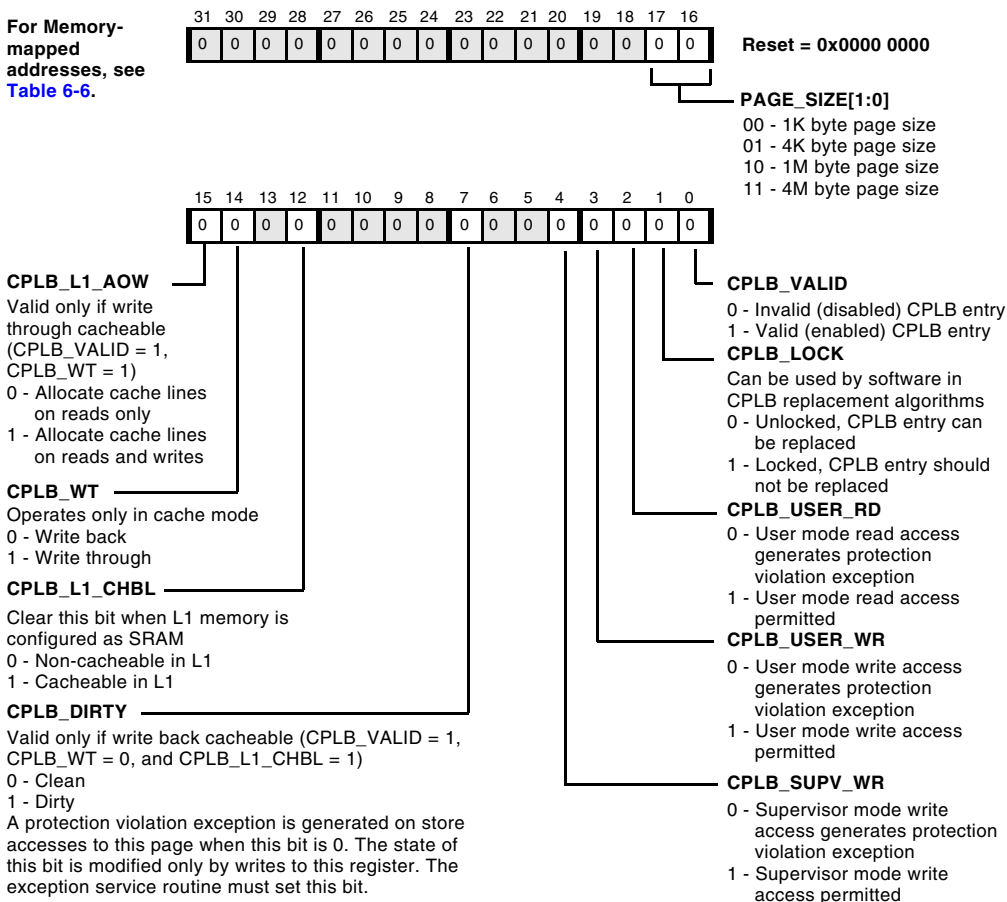 For Memory-
mapped
addresses, see
Table 6-6.
31 30 29 28 27 26 25 24 23 22 21 20 19 18 17 16
0 0 0 0 0 0 0 0 0 0 0 0 0 0 0 0
Reset = 0x0000 0000
PAGE_SIZE[1:0]
00 - 1K byte page size
01 - 4K byte page size
10 - 1M byte page size
11 - 4M byte page size
15 14 13 12 11 10 9 8 7 6 5 4 3 2 1 0
0 0 0 0 0 0 0 0 0 0 0 0 0 0 0 0
CPLB_L1_AOW
Valid only if write
through cacheable
(CPLB_VALID = 1,
CPLB_WT = 1)
0 - Allocate cache lines
on reads only
1 - Allocate cache lines
on reads and writes
CPLB_WT
Operates only in cache mode
0 - Write back
1 - Write through
CPLB_L1_CHBL
Clear this bit when L1 memory is
configured as SRAM
0 - Non-cacheable in L1
1 - Cacheable in L1
CPLB_DIRTY
Valid only if write back cacheable (CPLB_VALID = 1,
CPLB_WT = 0, and CPLB_L1_CHBL = 1)
0 - Clean
1 - Dirty
A protection violation exception is generated on store
accesses to this page when this bit is 0. The state of
this bit is modified only by writes to this register. The
exception service routine must set this bit.
CPLB_VALID
0 - Invalid (disabled) CPLB entry
1 - Valid (enabled) CPLB entry
CPLB_LOCK
Can be used by software in
CPLB replacement algorithms
0 - Unlocked, CPLB entry can
be replaced
1 - Locked, CPLB entry should
not be replaced
CPLB_USER_RD
0 - User mode read access
generates protection
violation exception
1 - User mode read access
permitted
CPLB_USER_WR
0 - User mode write access
generates protection
violation exception
1 - User mode write access
permitted
CPLB_SUPV_WR
0 - Supervisor mode write
access generates protection
violation exception
1 - Supervisor mode write
access permitted